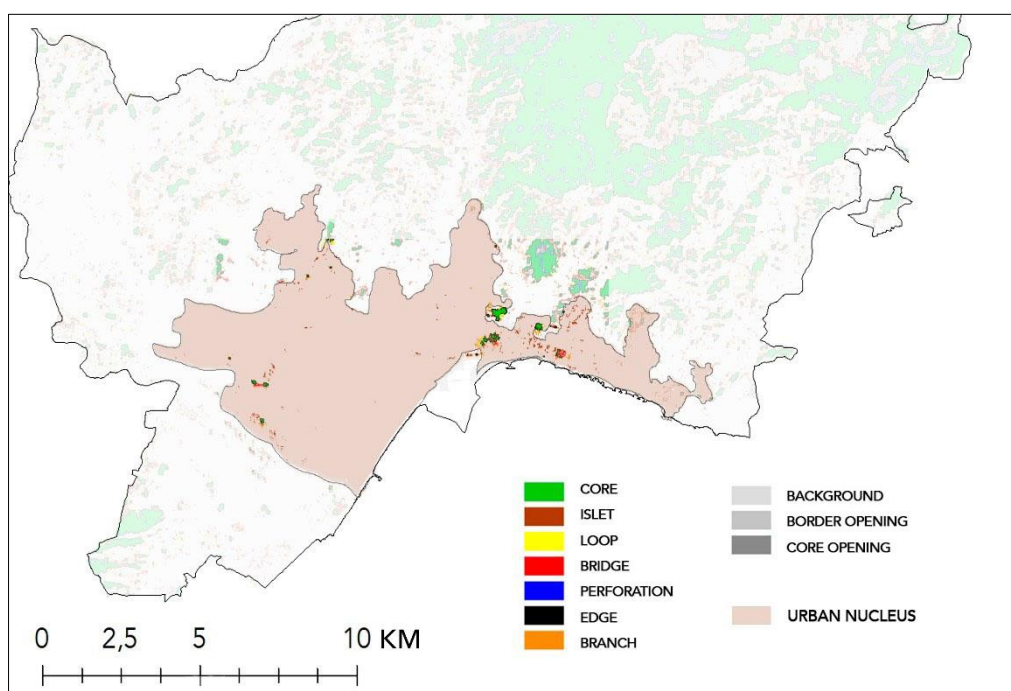 CORE
ISLET
LOOP
BRIDGE
PERFORATION
EDGE
BRANCH
BACKGROUND
BORDER OPENING
CORE OPENING
URBAN NUCLEUS
0 2,5 5 10 KM